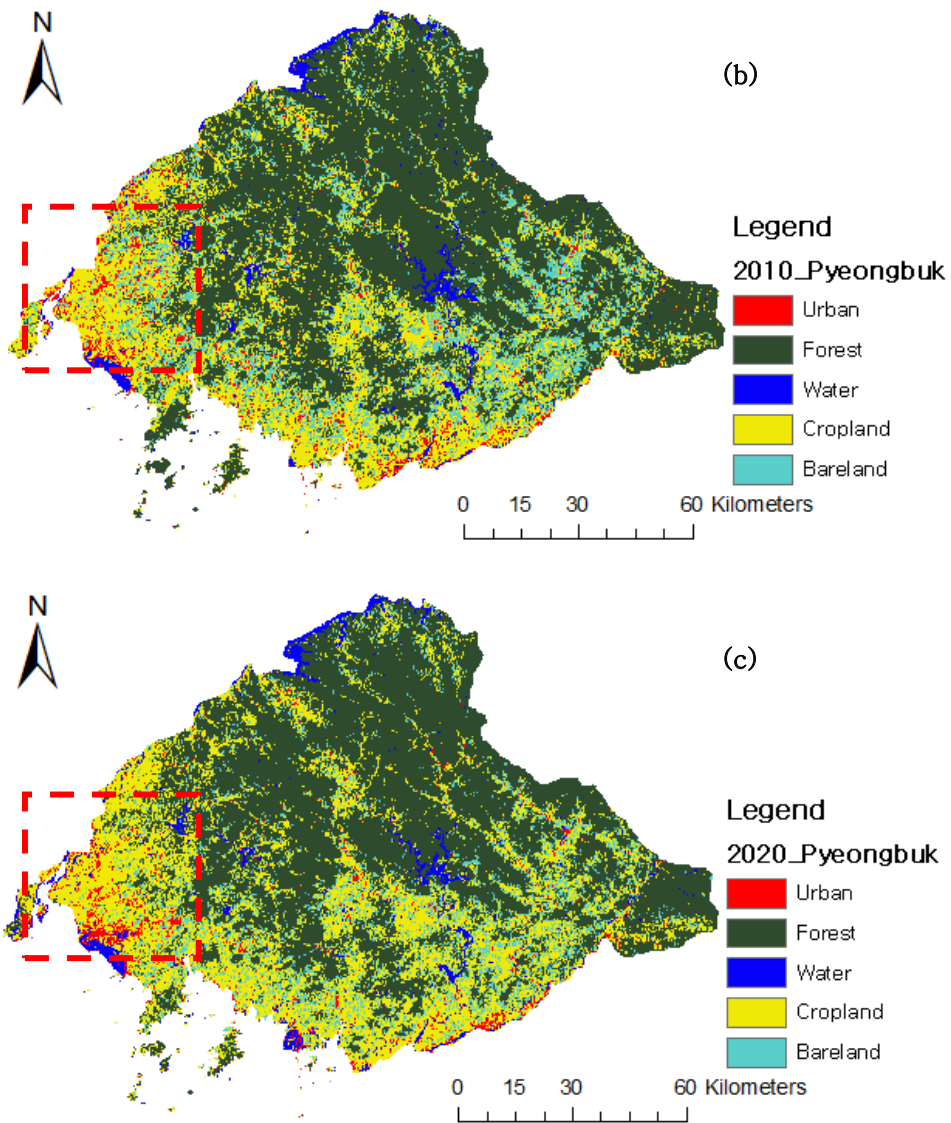 N
(b)
Legend
2010_Pyeongbuk
Urban
Forest
Water
Cropland
Bareland
0 15 30 60 Kilometers
N
(c)
Legend
2020_Pyeongbuk
Urban
Forest
Water
Cropland
Bareland
0 15 30 60 Kilometers